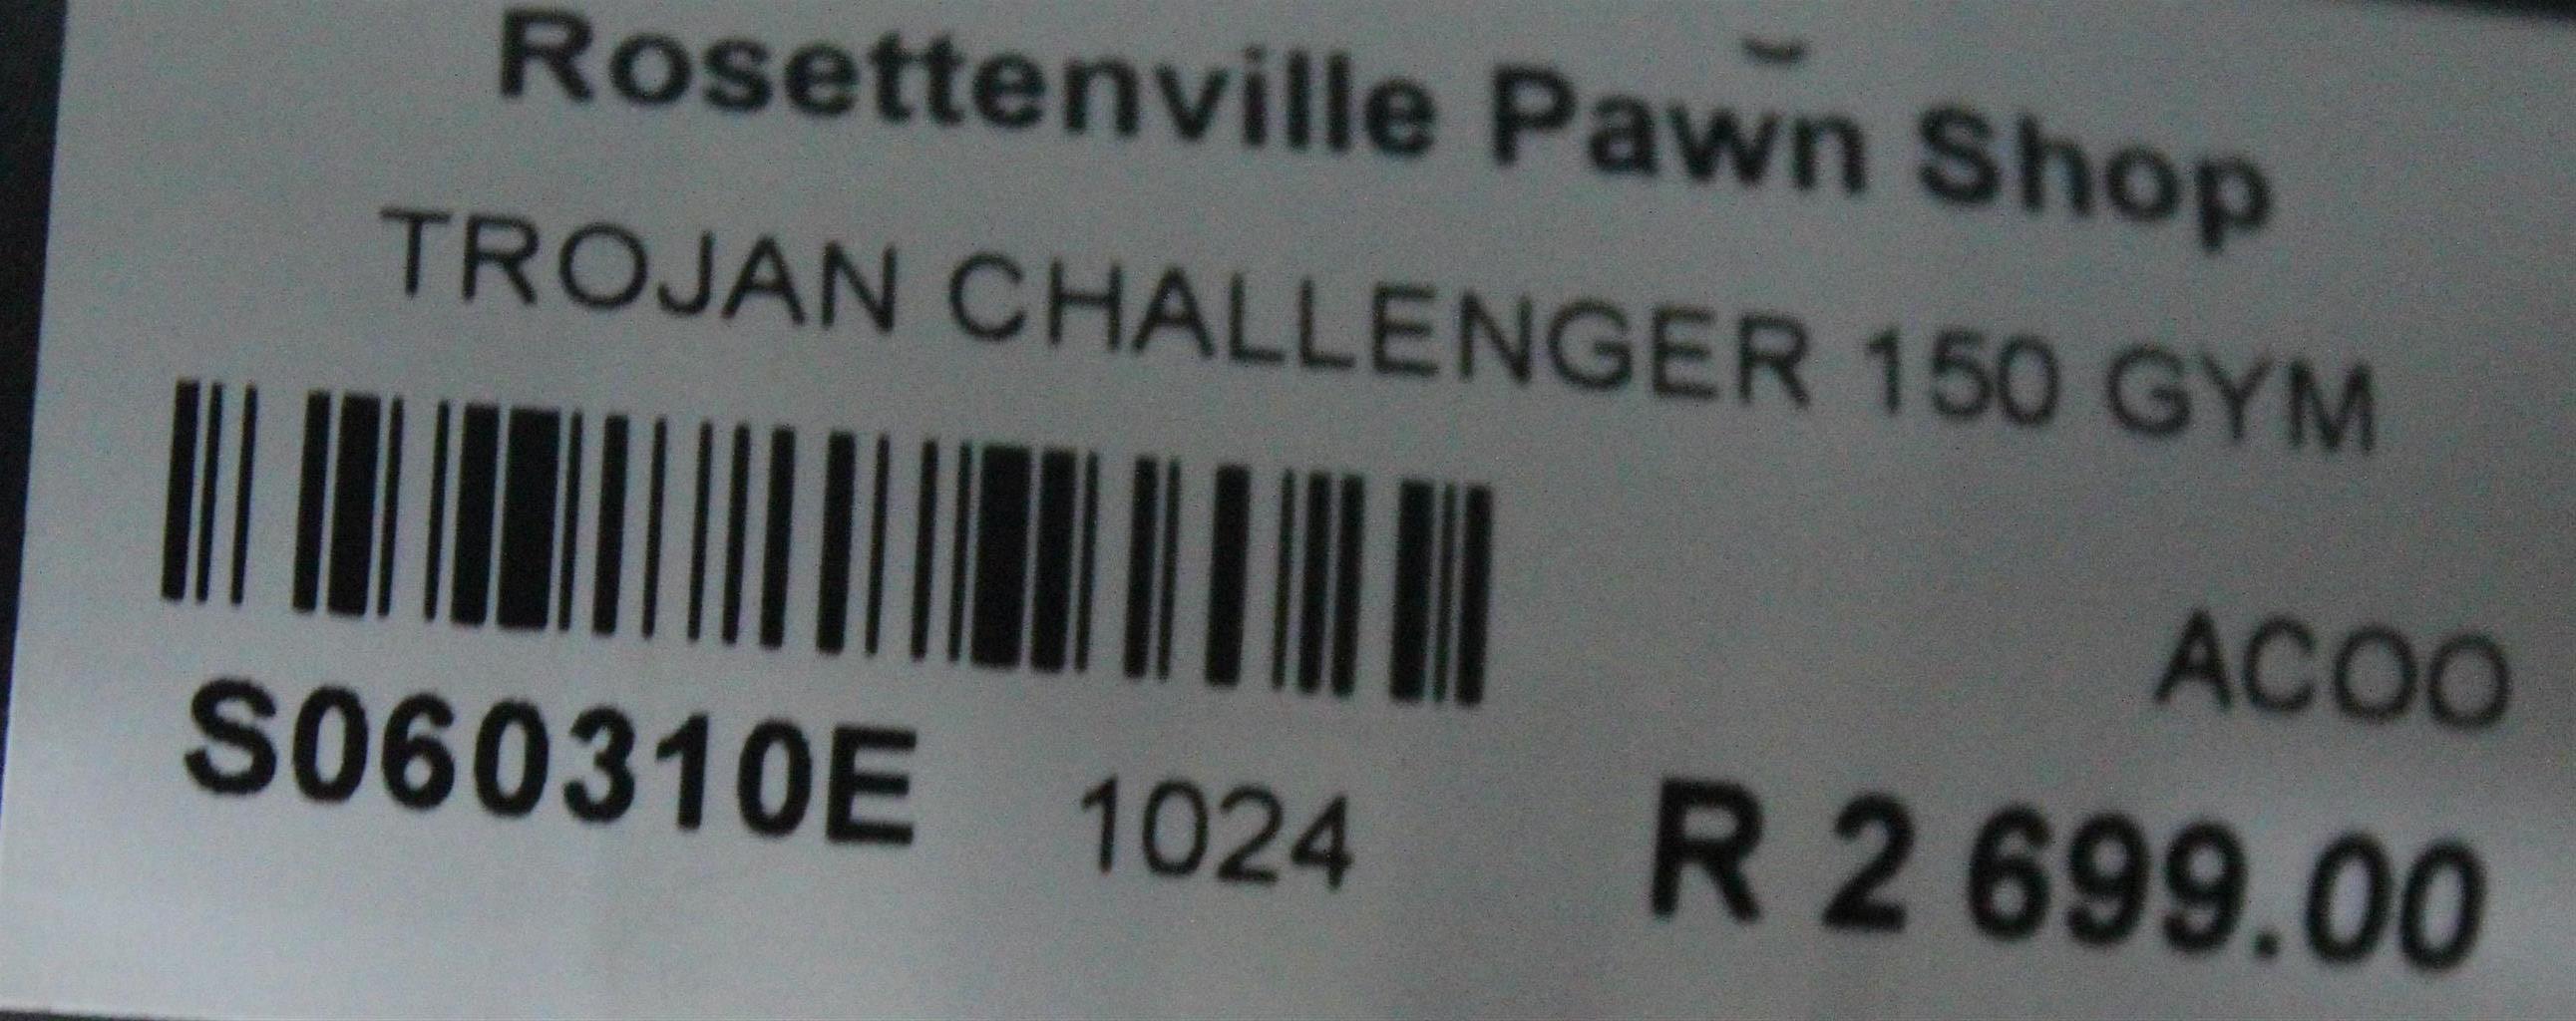 Rosettenville Pawn Shop
TROJAN CHALLENGER 150 GYM
ACOO
S060310E 1024 R 2 699.00